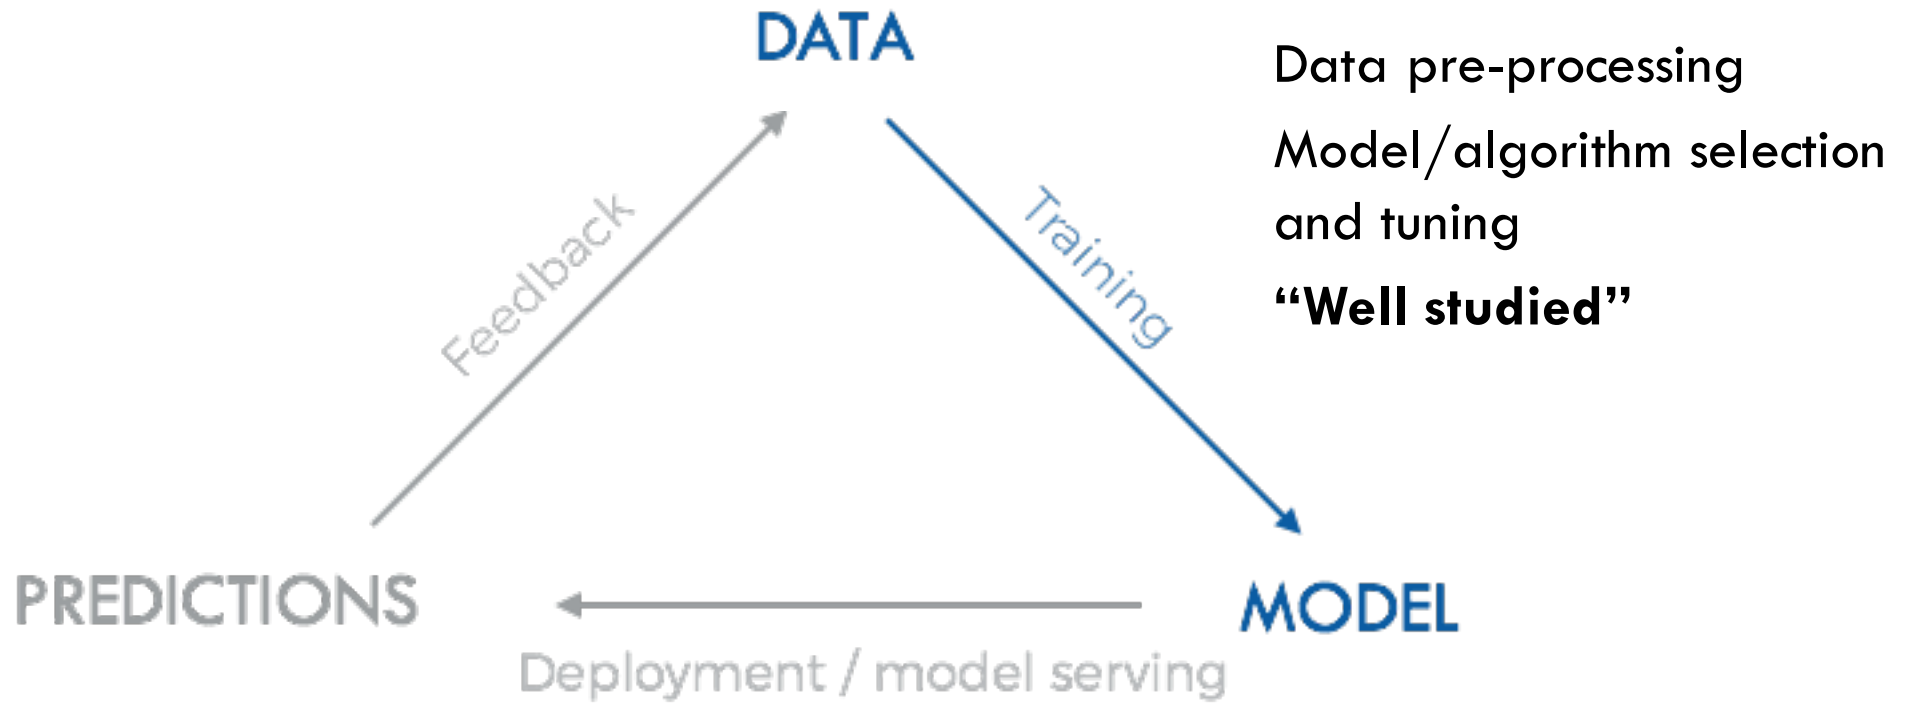 DATA
Data pre-processing
Model/algorithm selection
and tuning
“Well studied”
Feedback
Training
PREDICTIONS
MODEL
Deployment / model serving